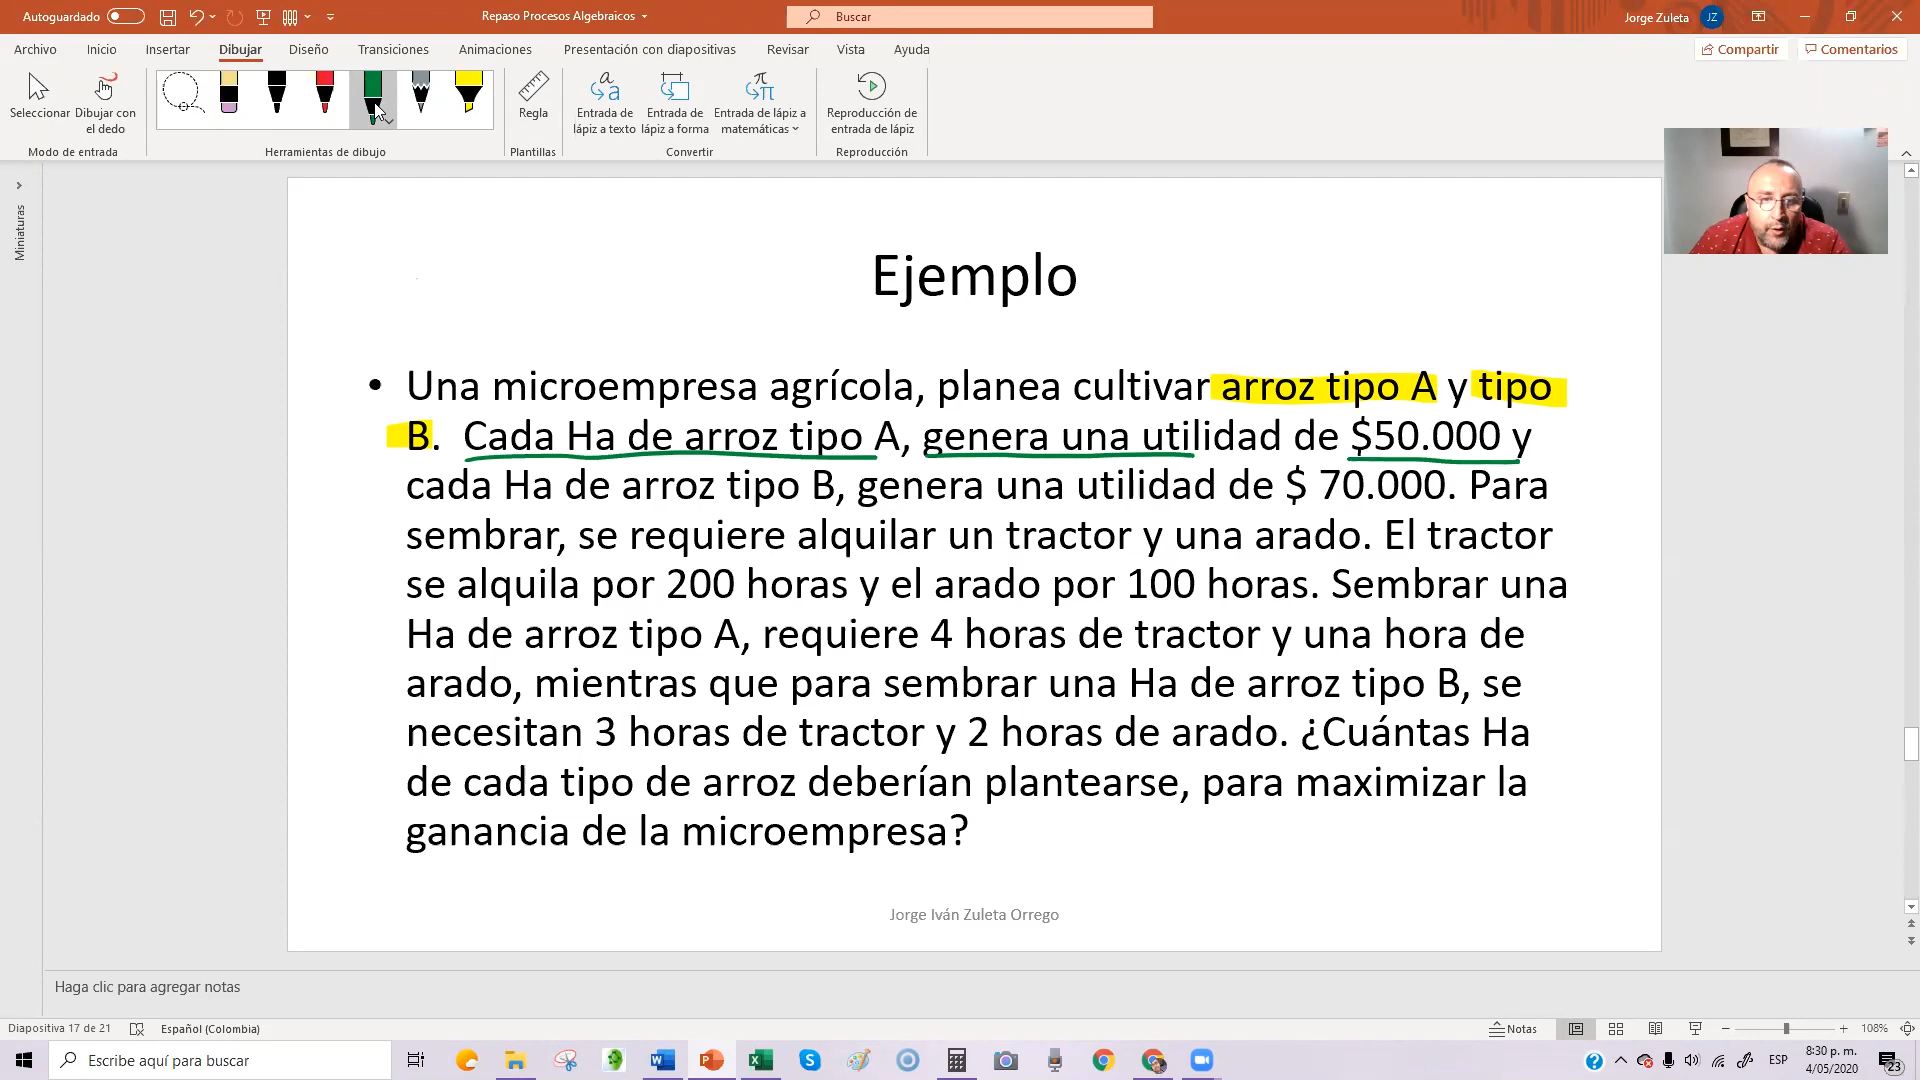 Autoguardado
Repaso Procesos Algebraicos
Buscar
Jorge Zuleta
JZ
Archivo
Inicio
Insertar
Dibujar
Diseño
Transiciones
Animaciones
Presentación con diapositivas
Revisar
Vista
Ayuda
Compartir
Comentarios
Seleccionar
Dibujar con
el dedo
Regla
Entrada de
lápiz a texto
Entrada de
lápiz a forma
Entrada de lápiz a
matemáticas
Reproducción de
entrada de lápiz
Modo de entrada
Herramientas de dibujo
Plantillas
Convertir
Reproducción
Miniaturas
Ejemplo
• Una microempresa agrícola, planea cultivar arroz tipo A y tipo
B. Cada Ha de arroz tipo A, genera una utilidad de $50.000 y
cada Ha de arroz tipo B, genera una utilidad de $ 70.000. Para
sembrar, se requiere alquilar un tractor y una arado. El tractor
se alquila por 200 horas y el arado por 100 horas. Sembrar una
Ha de arroz tipo A, requiere 4 horas de tractor y una hora de
arado, mientras que para sembrar una Ha de arroz tipo B, se
necesitan 3 horas de tractor y 2 horas de arado. ¿Cuántas Ha
de cada tipo de arroz deberían plantearse, para maximizar la
ganancia de la microempresa?
Jorge Iván Zuleta Orrego
Haga clic para agregar notas
Diapositiva 17 de 21
Español (Colombia)
Notas
108%
Escribe aquí para buscar
ESP
8:30 p. m.
4/05/2020
23